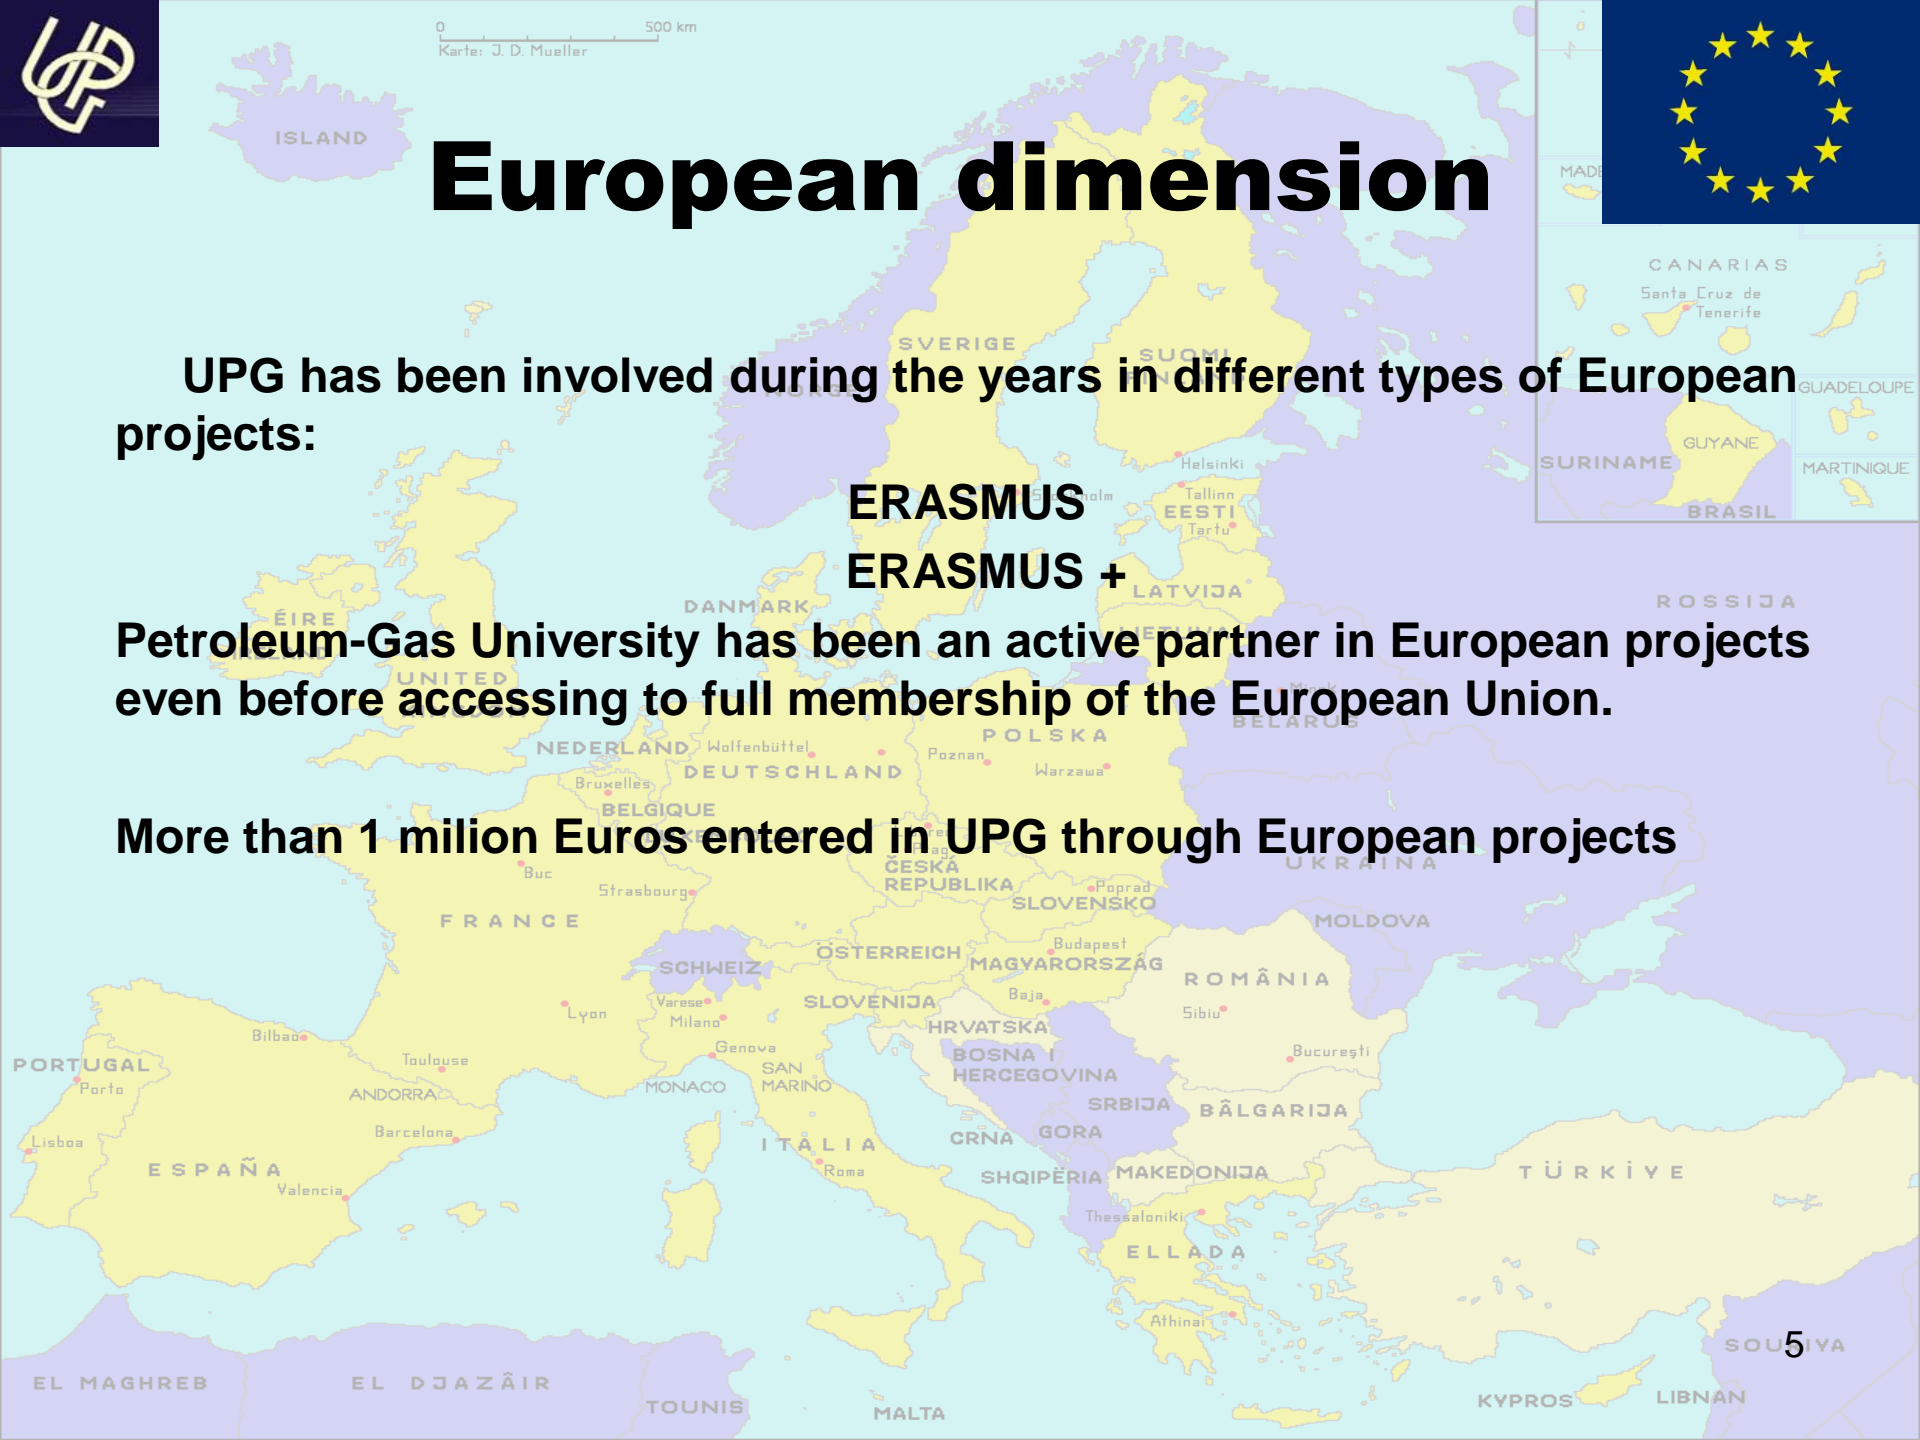 0 500 km
Karte: J. D. Mueller
UPG
ISLAND
European dimension
CANARIAS
Santa Cruz de
Tenerife
SVERIGE
SUOMI
UPG has been involved during the years in different types of European
GUADELOUPE
projects:
GUYANE
Helsinki
SURINAME
MARTINIQUE
ERASMUS
Tallinn
EESTI
BRASIL
Tartu
ERASMUS +
LATVIJA
DANMARK
ROSSIJA
ÉIRE
Petroleum-Gas University has been an active partner in European projects
UNITED
even before accessing to full membership of the European Union.
BELARUS
POLSKA
NEDERLAND
Wolfenbüttel
Poznan
DEUTSCHLAND
Warzawa
Bruxelles
BELGIQUE
More than 1 milion Euros entered in UPG through European projects
UKRAINA
Prag
ČESKÁ
REPUBLIKA
Buc
Strasbourg
Poprad
SLOVENSKO
FRANCE
MOLDOVA
Budapest
ÖSTERREICH
MAGYARORSZÁG
SCHWEIZ
ROMÂNIA
Baja
Varese
SLOVENIJA
Lyon
Milano
Sibiu
HRVATSKA
Bilbao
Genova
București
BOSNA I
HERCEGOVINA
PORTUGAL
Toulouse
SAN
MARINO
Porto
ANDORRA
MONACO
SRBIJA
BÂLGARIJA
Barcelona
CRNA GORA
Lisboa
ITALIA
ESPAÑA
Roma
SHQIPËRIA
MAKEDONIJA
TÜRKİYE
Valencia
Thessaloniki
ELLADA
Athinai
SOURIYA
5
EL MAGHREB
EL DJAZÂIR
TOUNIS
MALTA
KYPROS
LIBNAN